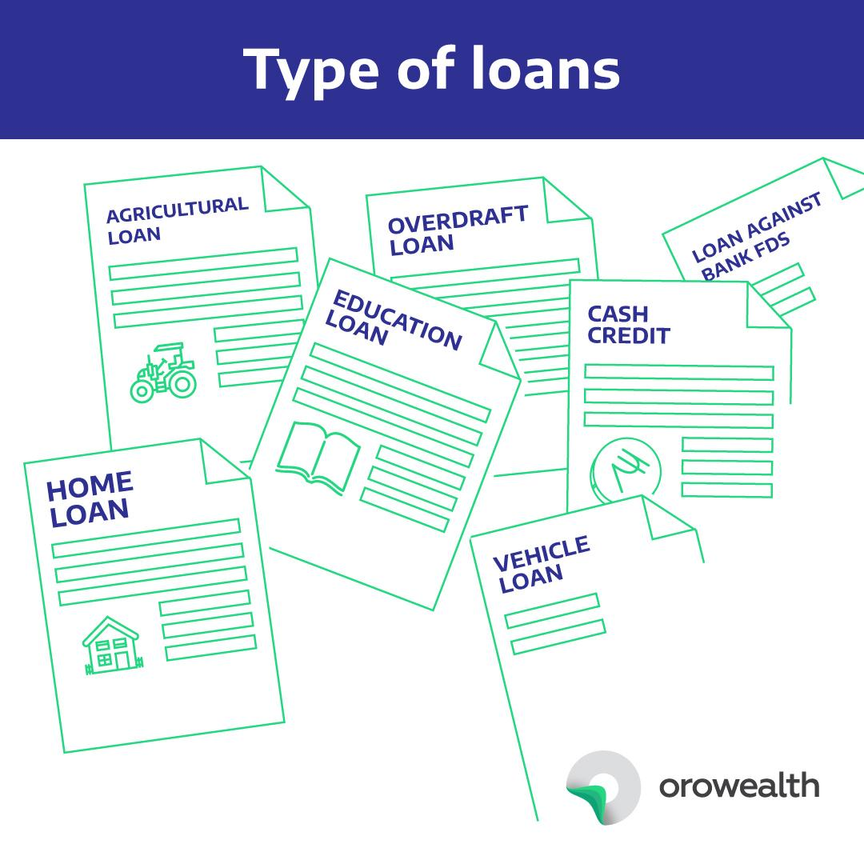 Type of loans
AGRICULTURAL
LOAN
OVERDRAFT
LOAN
LOAN AGAINST
BANK FDS
EDUCATION
LOAN
CASH
CREDIT
HOME
LOAN
VEHICLE
LOAN
orowealth